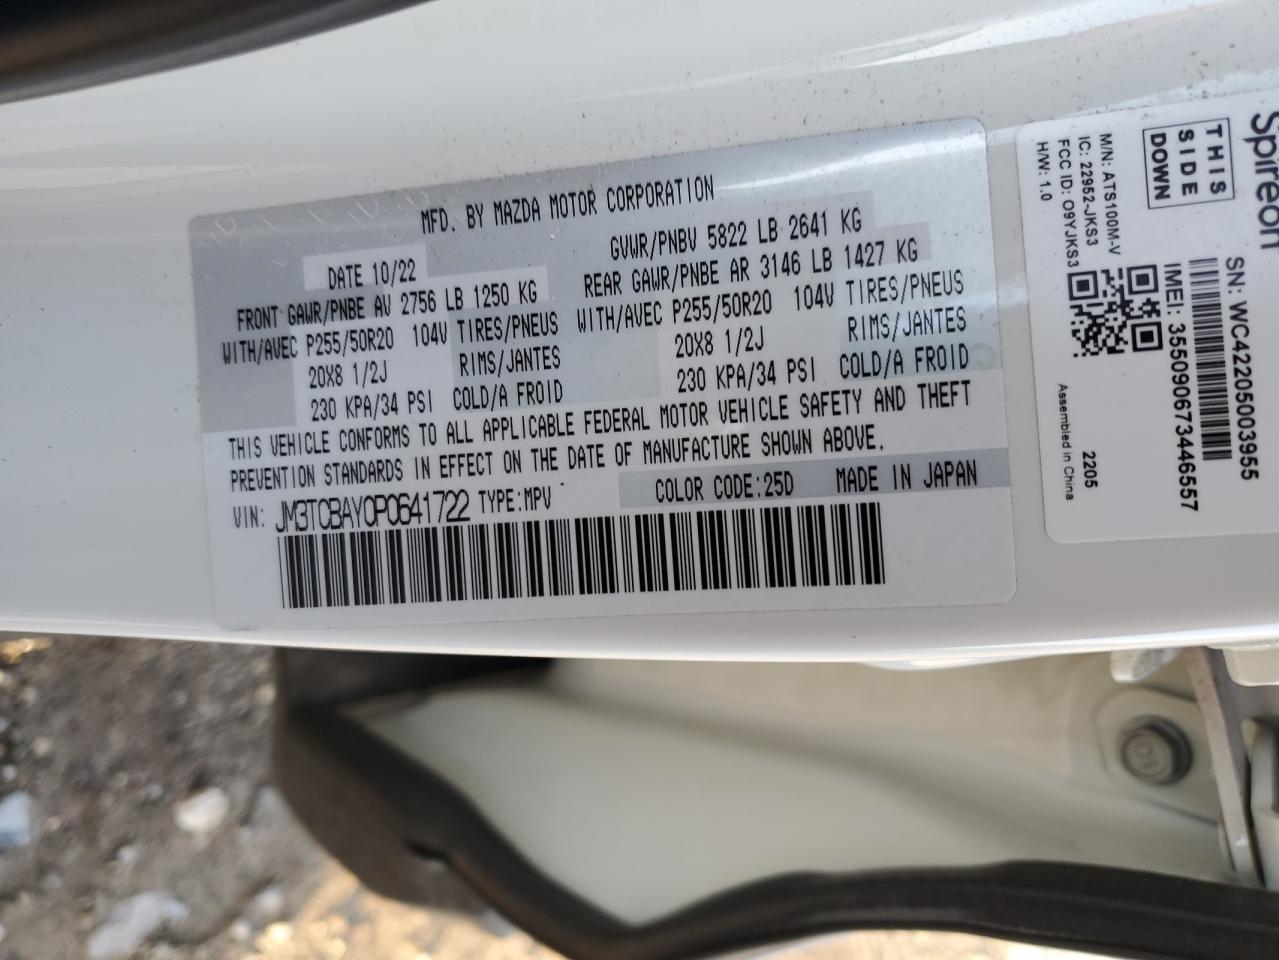 MFD. BY MAZDA MOTOR CORPORATION
DATE 10/22
GVWR/PNBV 5822 LB 2641 KG
FRONT GAWR/PNBE AV 2756 LB 1250 KG
REAR GAWR/PNBE AR 3146 LB 1427 KG
WITH/AVEC P255/50R20 104V TIRES/PNEUS
WITH/AVEC P255/50R20 104V TIRES/PNEUS
20X8 1/2J RIMS/JANTES
20X8 1/2J RIMS/JANTES
230 KPA/34 PSI COLD/A FROID
230 KPA/34 PSI COLD/A FROID
THIS VEHICLE CONFORMS TO ALL APPLICABLE FEDERAL MOTOR VEHICLE SAFETY AND THEFT
PREVENTION STANDARDS IN EFFECT ON THE DATE OF MANUFACTURE SHOWN ABOVE.
VIN: JM3TCBAY0P0641722 TYPE:MPV
COLOR CODE:25D MADE IN JAPAN
Spireon
THIS
SIDE
DOWN
M/N: ATS100M-V
IC: 22952-JKS3
FCC ID: O9YJKS3
H/W: 1.0
SN: WC42205003955
IMEI: 355090673446557
2205
Assembled in China
01